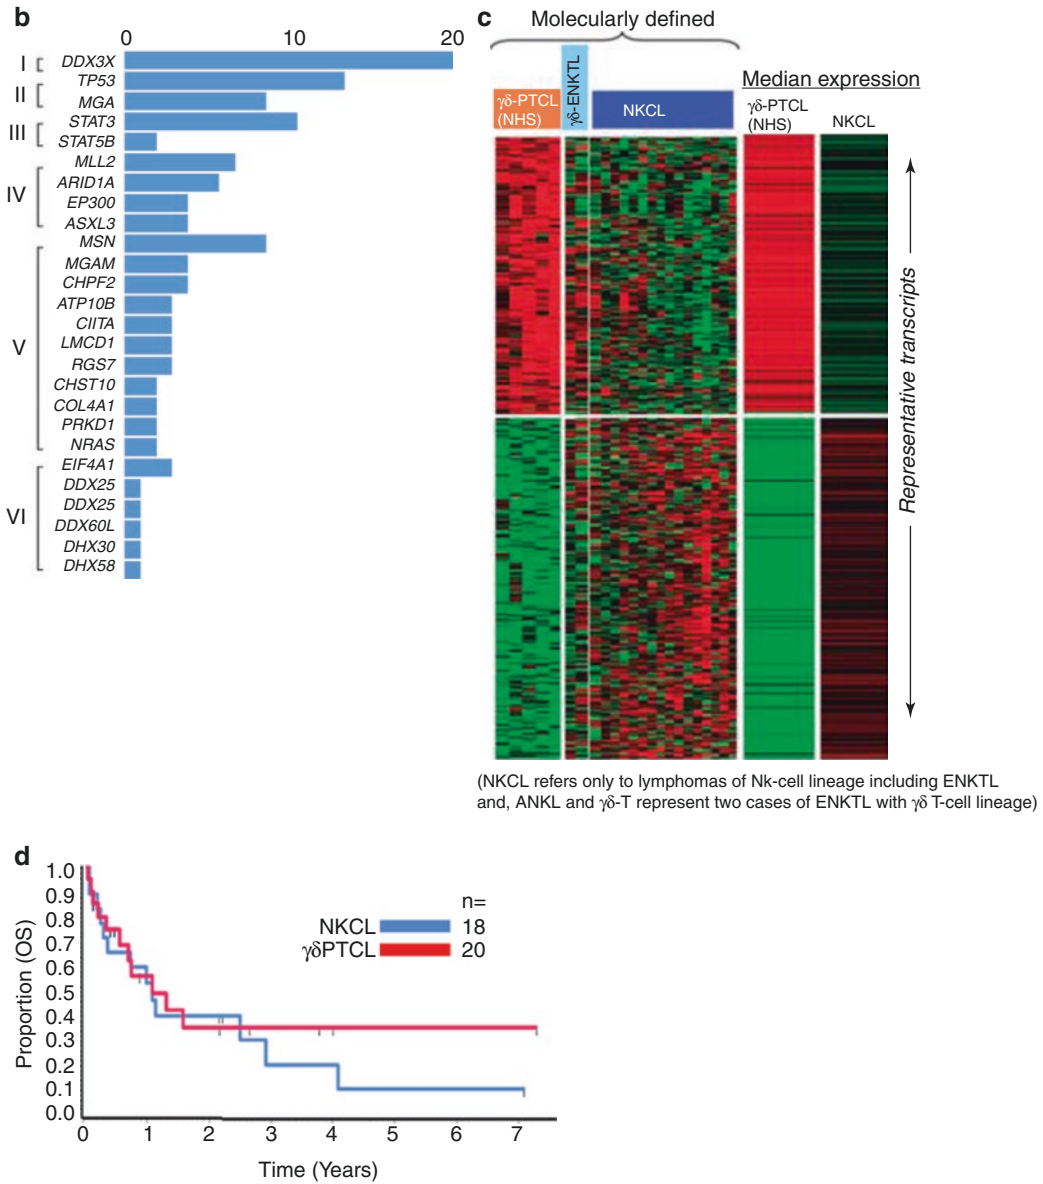 b
0 10 20
I DDX3X
II TP53
MGA
III STAT3
STAT5B
MLL2
IV ARID1A
EP300
ASXL3
MSN
MGAM
CHPF2
ATP10B
CIITA
V LMCD1
RGS7
CHST10
COL4A1
PRKD1
NRAS
EIF4A1
DDX25
VI DDX25
DDX60L
DHX30
DHX58
c
Molecularly defined
γδ-PTCL
(NHS)
γδ-ENKTL
NKCL
Median expression
γδ-PTCL
(NHS)
NKCL
Representative transcripts
(NKCL refers only to lymphomas of Nk-cell lineage including ENKTL
and, ANKL and γδ-T represent two cases of ENKTL with γδ T-cell lineage)
d
Proportion (OS)
1.0
0.9
0.8
0.7
0.6
0.5
0.4
0.3
0.2
0.1
0.0
n=
NKCL 18
γδPTCL 20
0 1 2 3 4 5 6 7
Time (Years)